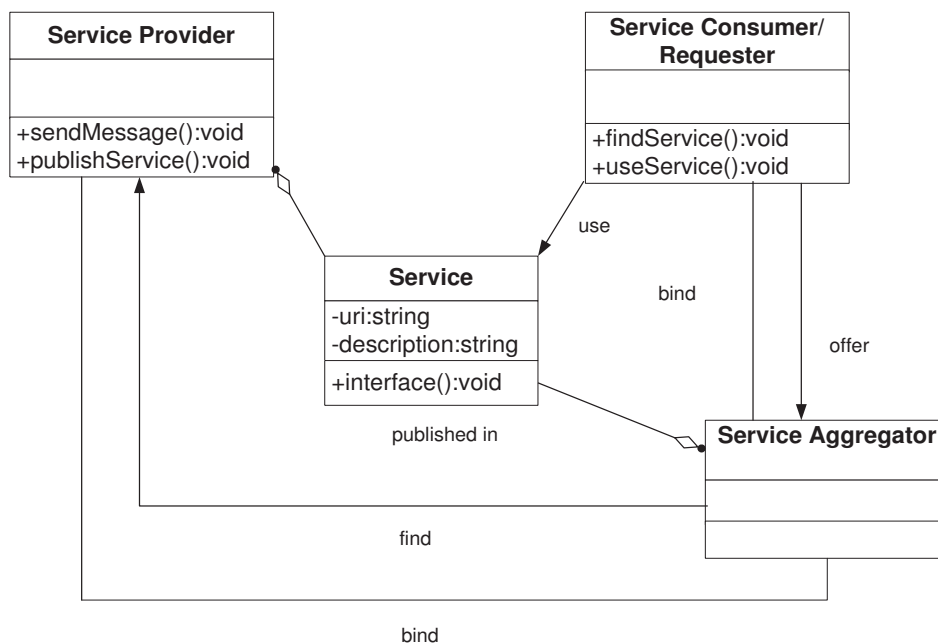 Service Provider
+sendMessage():void
+publishService():void
Service Consumer/
Requester
+findService():void
+useService():void
use
Service
-uri:string
-description:string
+interface():void
bind
offer
published in
Service Aggregator
find
bind